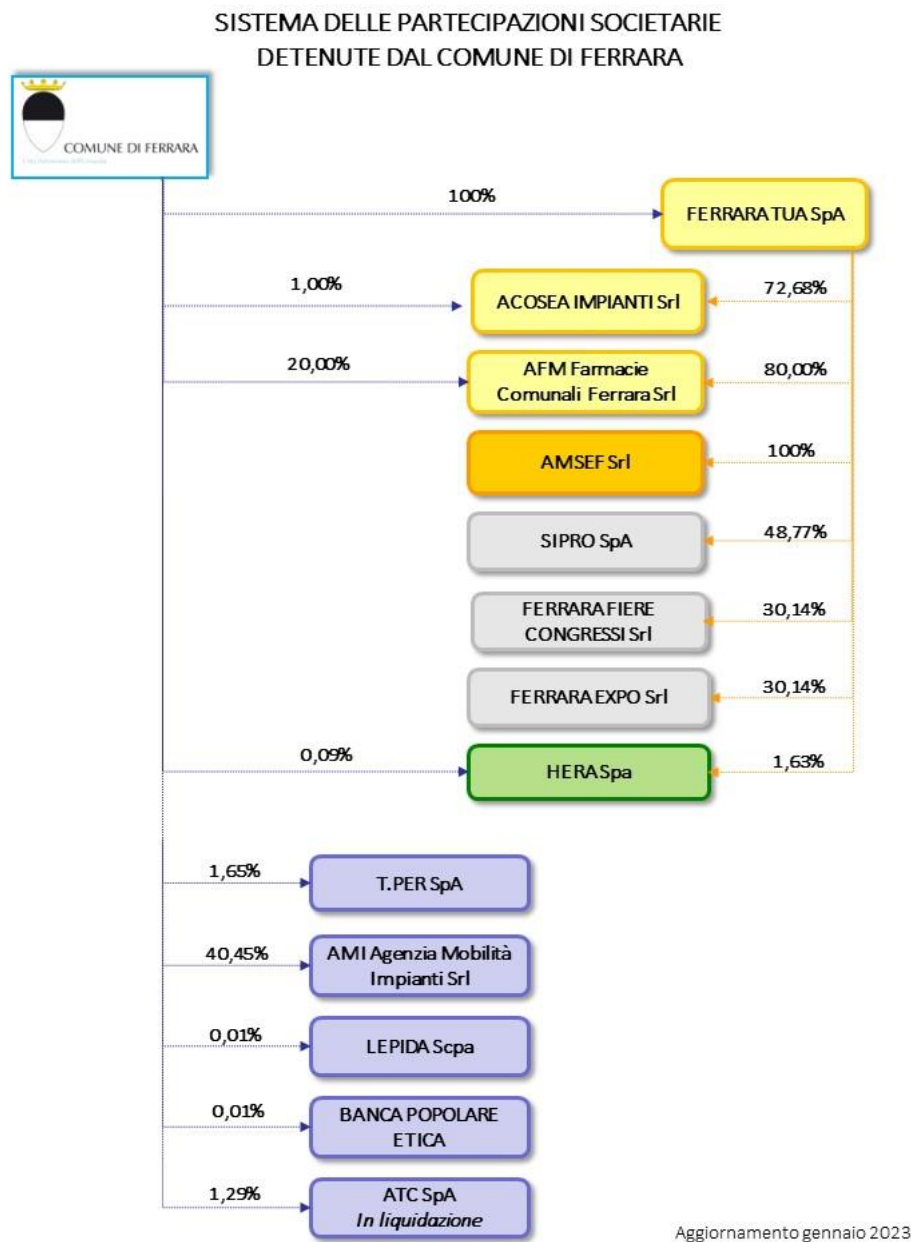 SISTEMA DELLE PARTECIPAZIONI SOCIETARIE
DETENUTE DAL COMUNE DI FERRARA
COMUNE DI FERRARA
100%
FERRARA TUA SpA
1,00%
ACOSEA IMPIANTI Srl
72,68%
20,00%
AFM Farmacie
Comunali Ferrara Srl
80,00%
AMSEF Srl
100%
SIPRO SpA
48,77%
FERRARA FIERE
CONGRESSI Srl
30,14%
FERRARA EXPO Srl
30,14%
0,09%
HERA Spa
1,63%
1,65%
T.PER SpA
40,45%
AMI Agenzia Mobilità
Impianti Srl
0,01%
LEPIDA Scpa
0,01%
BANCA POPOLARE
ETICA
1,29%
ATC SpA
In liquidazione
Aggiornamento gennaio 2023